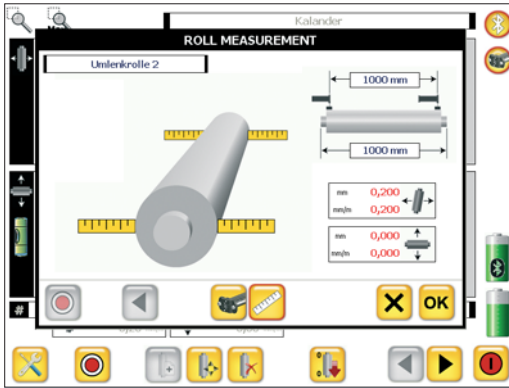 Kalander
ROLL MEASUREMENT
Umlenkrolle 2
1000 mm
1000 mm
mm 0,200
mm/m 0,200
mm 0,000
mm/m 0,000
OK
#